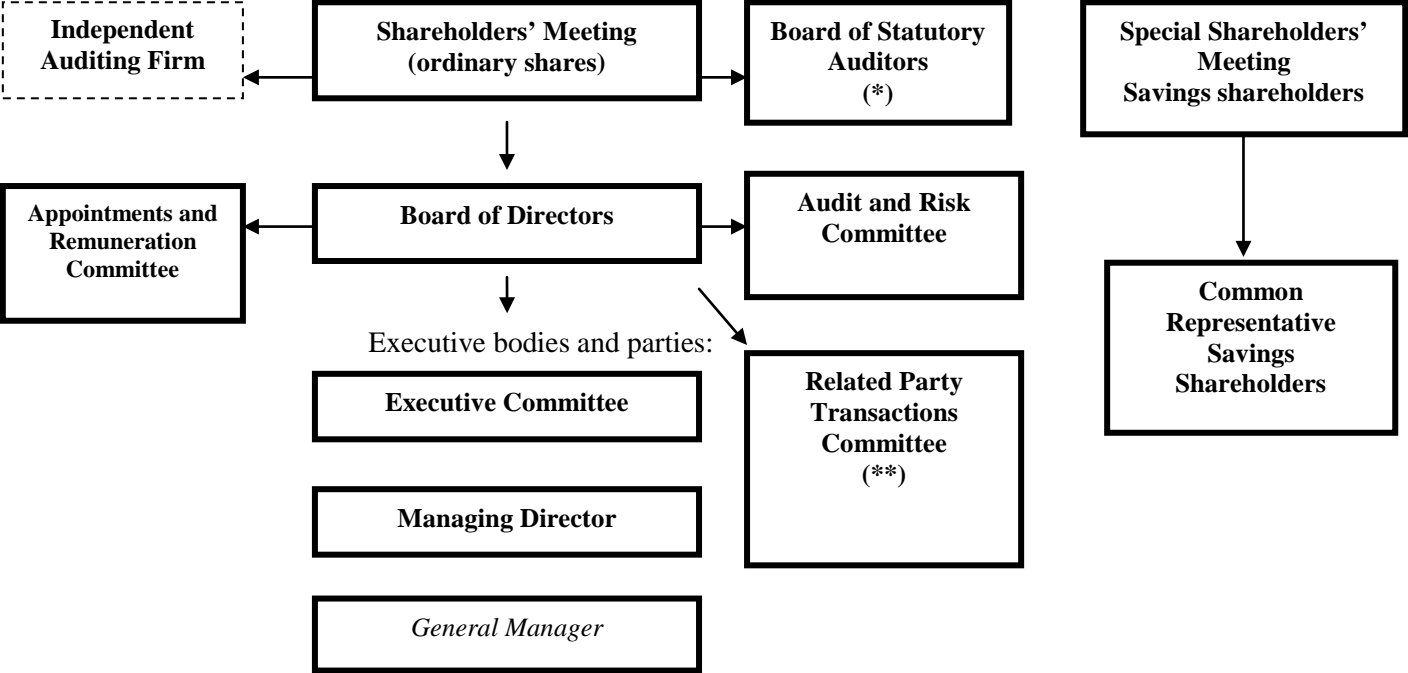 Independent
Auditing Firm
Shareholders’ Meeting
(ordinary shares)
Board of Statutory
Auditors
(*)
Special Shareholders’
Meeting
Savings shareholders
Appointments and
Remuneration
Committee
Board of Directors
Audit and Risk
Committee
Common
Representative
Savings
Shareholders
Executive bodies and parties:
Executive Committee
Related Party
Transactions
Committee
(**)
Managing Director
General Manager